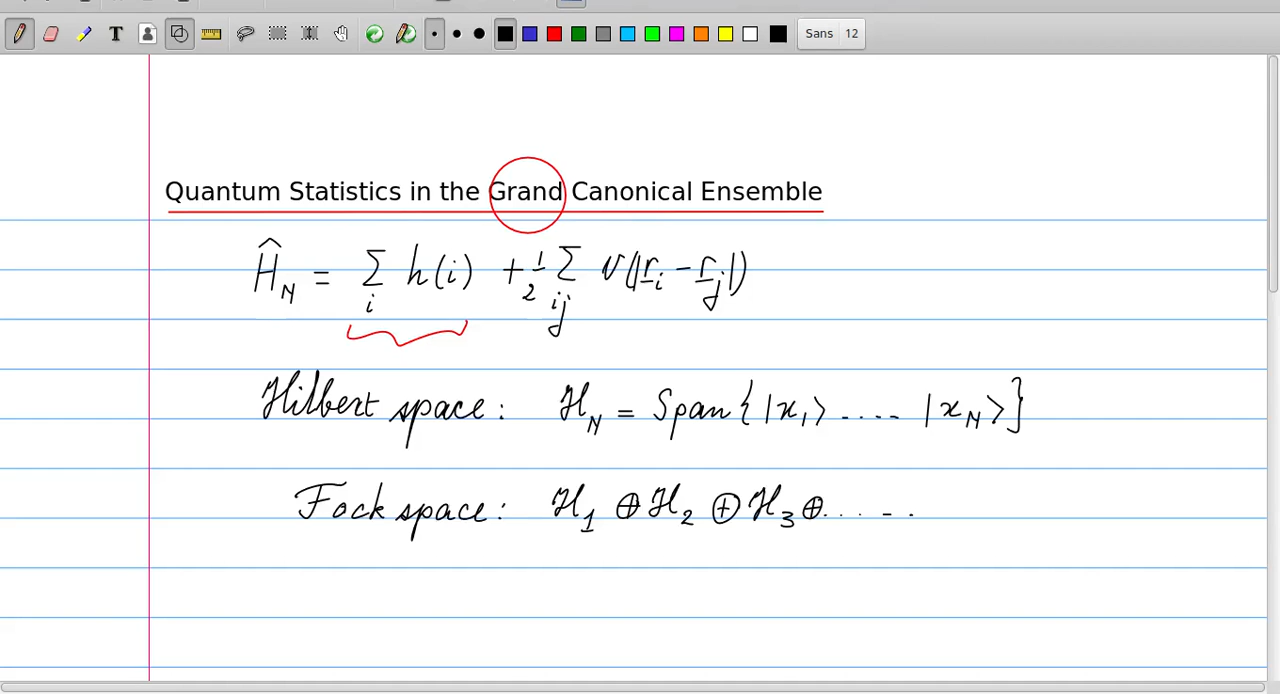 Sans 12
Quantum Statistics in the Grand Canonical Ensemble
Ĥ_N = ∑_i h(i) + 1/2 ∑_ij v(|r_i − r_j|)
Hilbert space: ℋ_N = Span{|x_1⟩ .... |x_N⟩}
Fock space: ℋ_1 ⊕ ℋ_2 ⊕ ℋ_3 ⊕ ......